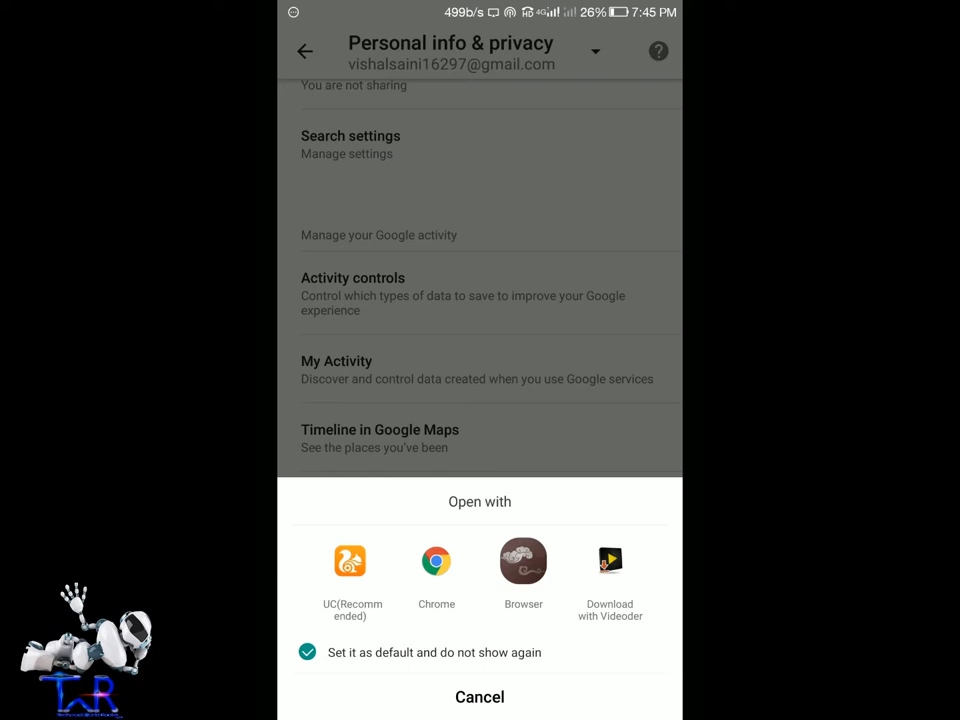 499b/s HD 4G 26% 7:45 PM
Personal info & privacy
vishalsaini16297@gmail.com
You are not sharing
Search settings
Manage settings
Manage your Google activity
Activity controls
Control which types of data to save to improve your Google
experience
My Activity
Discover and control data created when you use Google services
Timeline in Google Maps
See the places you've been
Open with
UC(Recomm
ended)
Chrome
Browser
Download
with Videoder
Set it as default and do not show again
Cancel
TWR